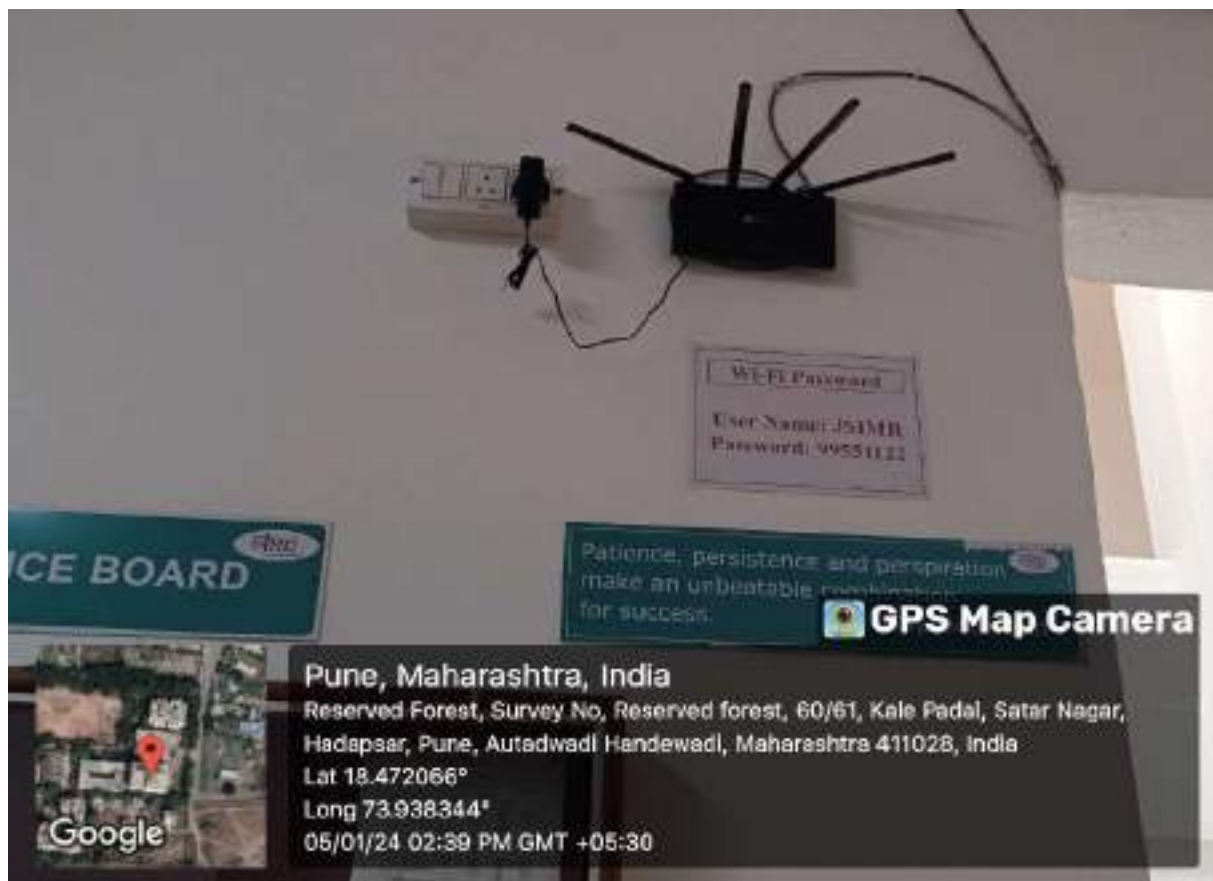 Wi-Fi Password
User Name: JSIMR
Password: 99551122
ICE BOARD
Patience, persistence and perspiration
make an unbeatable combination
for success.
GPS Map Camera
Pune, Maharashtra, India
Reserved Forest, Survey No, Reserved forest, 60/61, Kale Padal, Satar Nagar,
Hadapsar, Pune, Autadwadi Handewadi, Maharashtra 411028, India
Lat 18.472066°
Long 73.938344°
05/01/24 02:39 PM GMT +05:30
Google